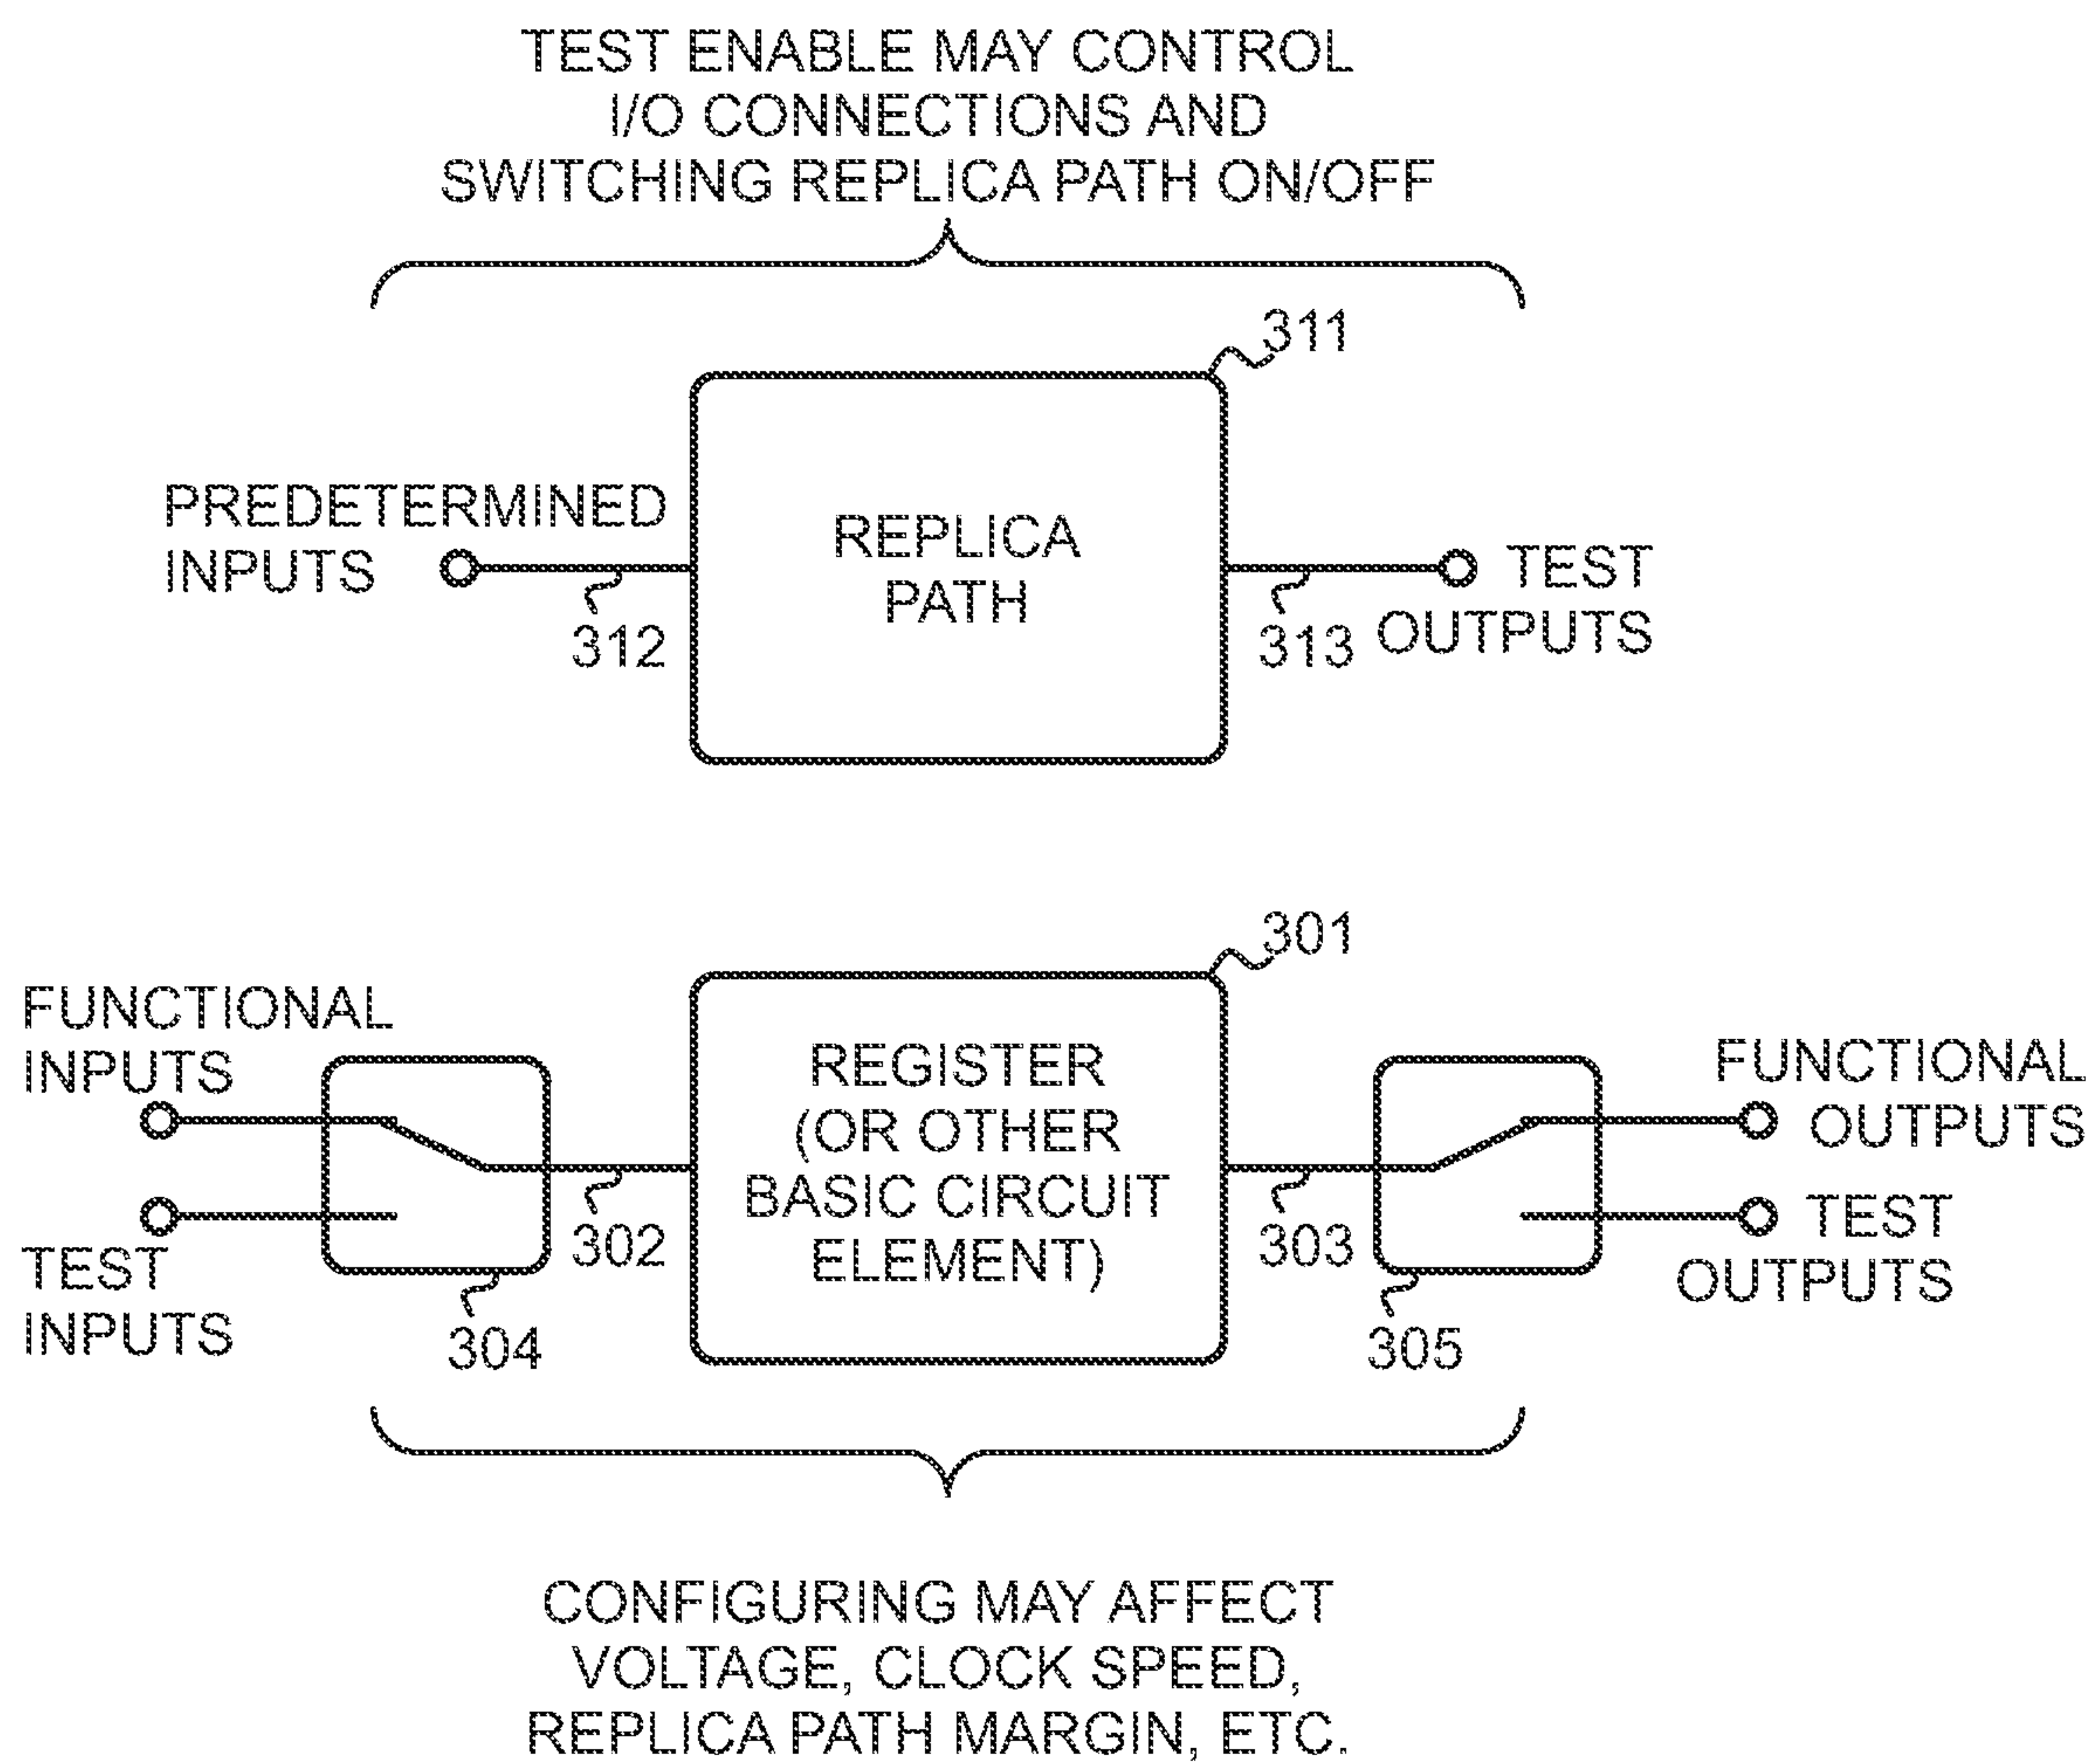 TEST ENABLE MAY CONTROL
I/O CONNECTIONS AND
SWITCHING REPLICA PATH ON/OFF
311
PREDETERMINED
INPUTS
312
REPLICA
PATH
313
TEST
OUTPUTS
301
FUNCTIONAL
INPUTS
TEST
INPUTS
304
302
REGISTER
(OR OTHER
BASIC CIRCUIT
ELEMENT)
303
305
FUNCTIONAL
OUTPUTS
TEST
OUTPUTS
CONFIGURING MAY AFFECT
VOLTAGE, CLOCK SPEED,
REPLICA PATH MARGIN, ETC.